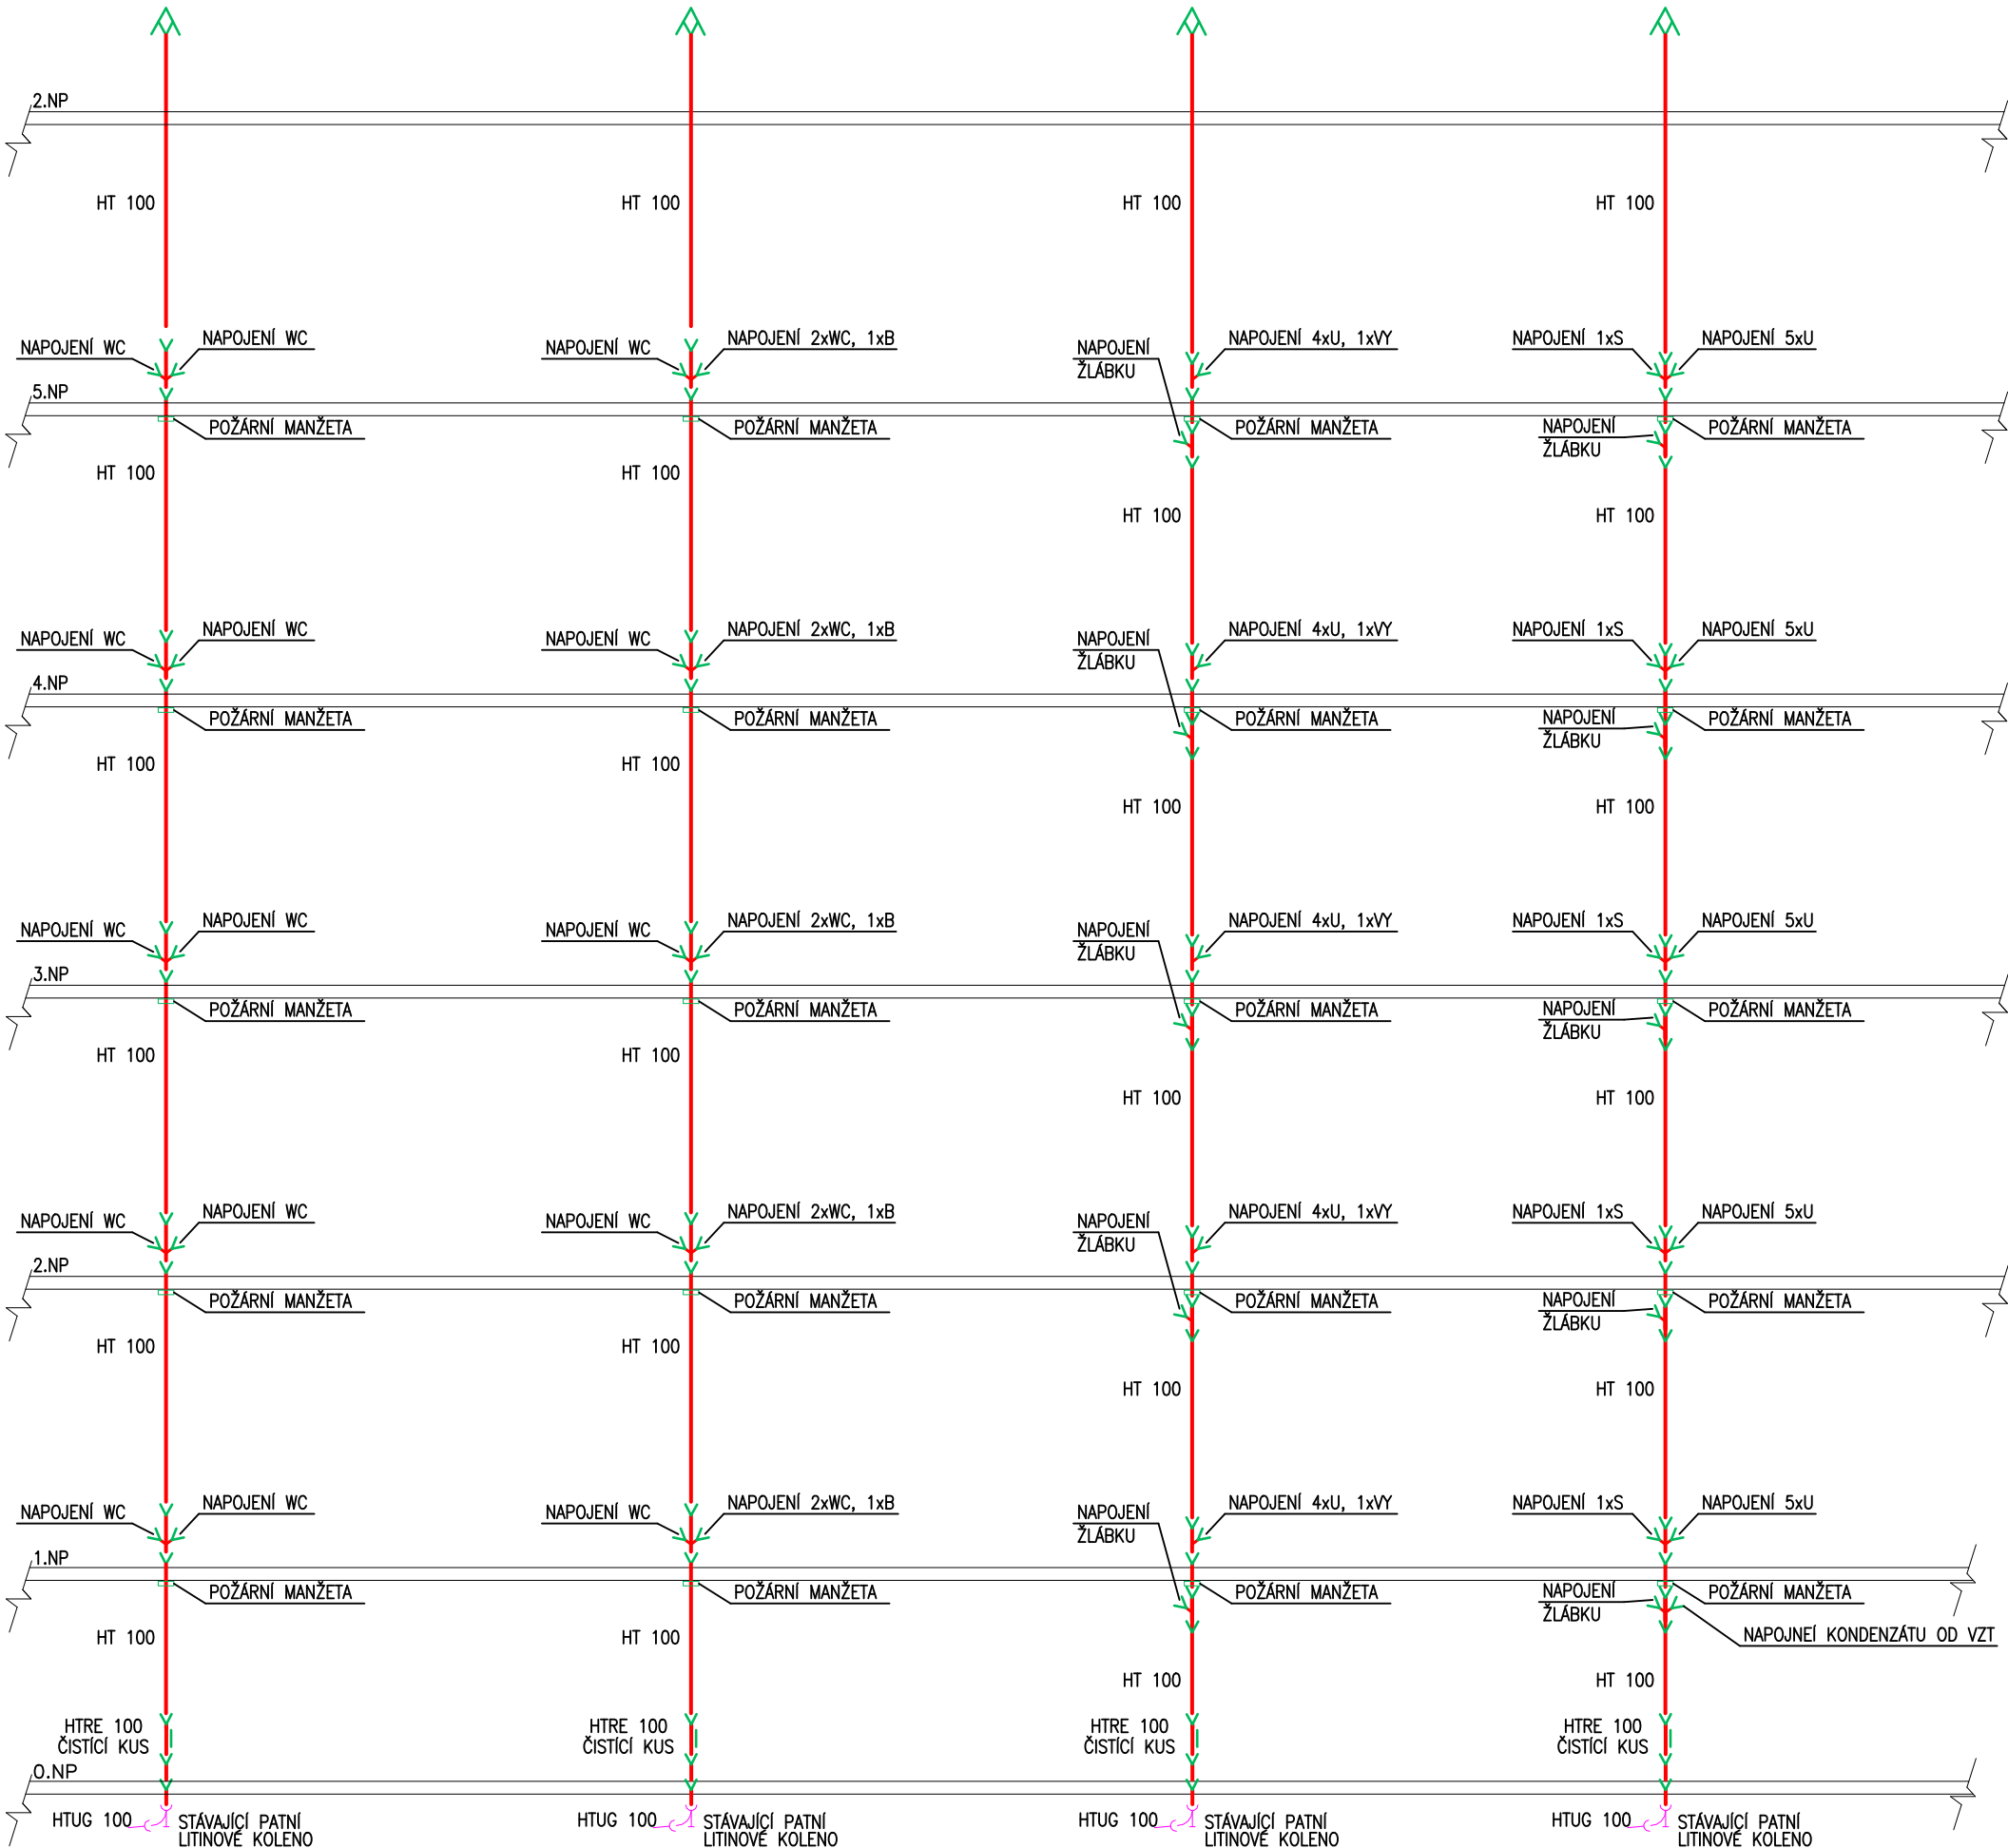 2.NP
HT 100 HT 100 HT 100 HT 100
NAPOJENÍ WC NAPOJENÍ WC NAPOJENÍ WC NAPOJENÍ 2xWC, 1xB NAPOJENÍ NAPOJENÍ 4xU, 1xVY NAPOJENÍ 1xS NAPOJENÍ 5xU
ŽLÁBKU
5.NP
POŽÁRNÍ MANŽETA POŽÁRNÍ MANŽETA POŽÁRNÍ MANŽETA NAPOJENÍ POŽÁRNÍ MANŽETA
ŽLÁBKU
HT 100 HT 100
HT 100 HT 100
NAPOJENÍ WC NAPOJENÍ WC NAPOJENÍ WC NAPOJENÍ 2xWC, 1xB NAPOJENÍ NAPOJENÍ 4xU, 1xVY NAPOJENÍ 1xS NAPOJENÍ 5xU
ŽLÁBKU
4.NP
POŽÁRNÍ MANŽETA POŽÁRNÍ MANŽETA POŽÁRNÍ MANŽETA NAPOJENÍ POŽÁRNÍ MANŽETA
ŽLÁBKU
HT 100 HT 100
HT 100 HT 100
NAPOJENÍ WC NAPOJENÍ WC NAPOJENÍ WC NAPOJENÍ 2xWC, 1xB NAPOJENÍ NAPOJENÍ 4xU, 1xVY NAPOJENÍ 1xS NAPOJENÍ 5xU
ŽLÁBKU
3.NP
POŽÁRNÍ MANŽETA POŽÁRNÍ MANŽETA POŽÁRNÍ MANŽETA NAPOJENÍ POŽÁRNÍ MANŽETA
ŽLÁBKU
HT 100 HT 100
HT 100 HT 100
NAPOJENÍ WC NAPOJENÍ WC NAPOJENÍ WC NAPOJENÍ 2xWC, 1xB NAPOJENÍ NAPOJENÍ 4xU, 1xVY NAPOJENÍ 1xS NAPOJENÍ 5xU
ŽLÁBKU
2.NP
POŽÁRNÍ MANŽETA POŽÁRNÍ MANŽETA POŽÁRNÍ MANŽETA NAPOJENÍ POŽÁRNÍ MANŽETA
ŽLÁBKU
HT 100 HT 100
HT 100 HT 100
NAPOJENÍ WC NAPOJENÍ WC NAPOJENÍ WC NAPOJENÍ 2xWC, 1xB NAPOJENÍ NAPOJENÍ 4xU, 1xVY NAPOJENÍ 1xS NAPOJENÍ 5xU
ŽLÁBKU
1.NP
POŽÁRNÍ MANŽETA POŽÁRNÍ MANŽETA POŽÁRNÍ MANŽETA NAPOJENÍ POŽÁRNÍ MANŽETA
ŽLÁBKU
HT 100 HT 100 NAPOJNEÍ KONDENZÁTU OD VZT
HT 100 HT 100
HTRE 100 HTRE 100 HTRE 100 HTRE 100
ČISTÍCÍ KUS ČISTÍCÍ KUS ČISTÍCÍ KUS ČISTÍCÍ KUS
0.NP
HTUG 100 STÁVAJÍCÍ PATNÍ HTUG 100 STÁVAJÍCÍ PATNÍ HTUG 100 STÁVAJÍCÍ PATNÍ HTUG 100 STÁVAJÍCÍ PATNÍ
LITINOVÉ KOLENO LITINOVÉ KOLENO LITINOVÉ KOLENO LITINOVÉ KOLENO